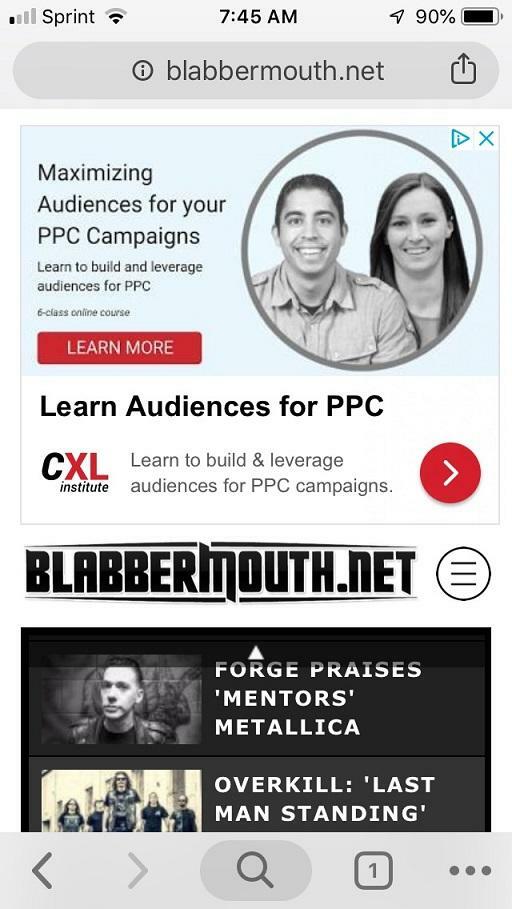 Sprint 7:45 AM 90%
blabbermouth.net
Maximizing
Audiences for your
PPC Campaigns
Learn to build and leverage
audiences for PPC
6-class online course
LEARN MORE
Learn Audiences for PPC
CXL
institute
Learn to build & leverage
audiences for PPC campaigns.
BLABBERMOUTH.NET
FORGE PRAISES
'MENTORS'
METALLICA
OVERKILL: 'LAST
MAN STANDING'
1